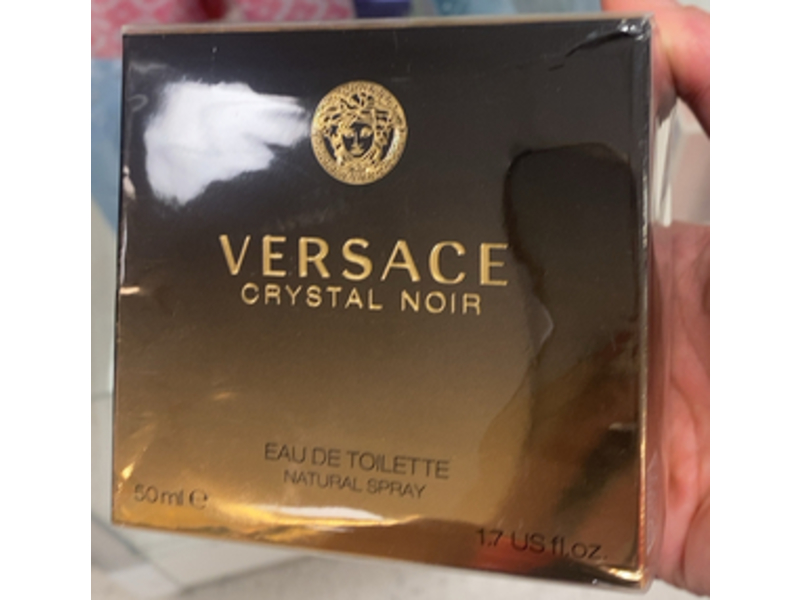 VERSACE
CRYSTAL NOIR
EAU DE TOILETTE
NATURAL SPRAY
50 ml e
1.7 US fl.oz.